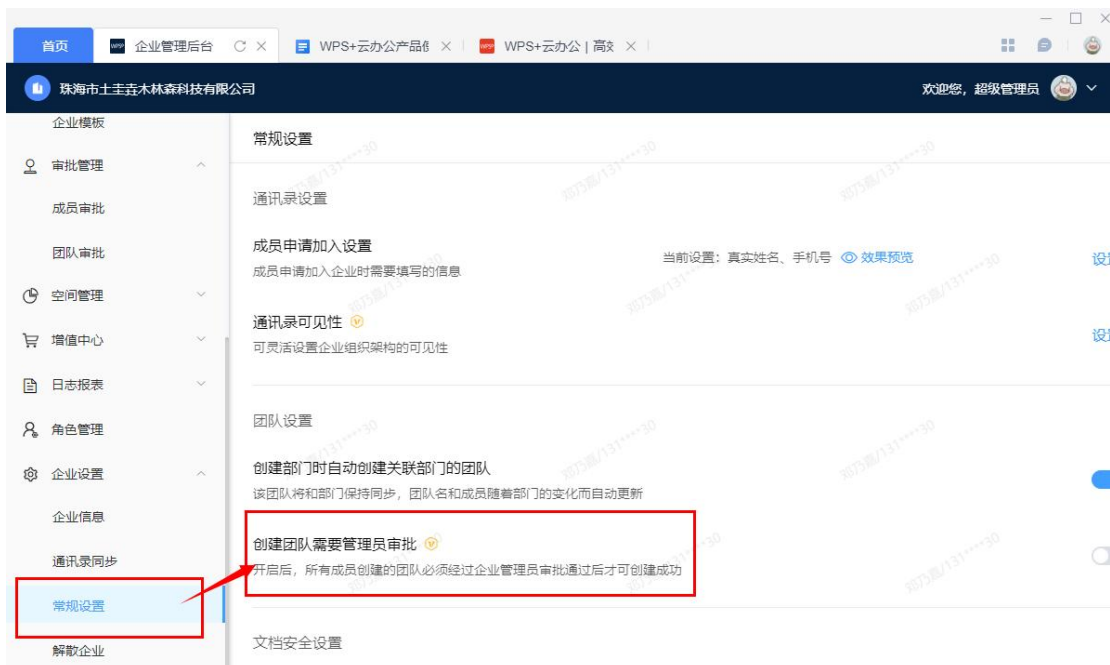 首页
企业管理后台
WPS+云办公产品
WPS+云办公 | 高效
珠海市土圭垚木林森科技有限公司
欢迎您，超级管理员
企业模板
审批管理
成员审批
团队审批
空间管理
增值中心
日志报表
角色管理
企业设置
企业信息
通讯录同步
常规设置
解散企业
常规设置
通讯录设置
成员申请加入设置
成员申请加入企业时需要填写的信息
当前设置：真实姓名、手机号 效果预览
设置
通讯录可见性
可灵活设置企业组织架构的可见性
设置
团队设置
创建部门时自动创建关联部门的团队
该团队将和部门保持同步，团队名和成员随着部门的变化而自动更新
创建团队需要管理员审批
开启后，所有成员创建的团队必须经过企业管理员审批通过后才可创建成功
文档安全设置